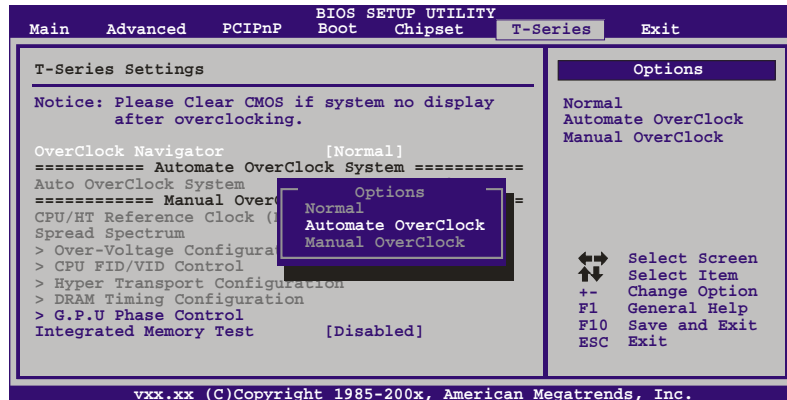 BIOS SETUP UTILITY
Main Advanced PCIPnP Boot Chipset T-Series Exit
T-Series Settings
Notice: Please Clear CMOS if system no display
after overclocking.
OverClock Navigator [Normal]
=========== Automate OverClock System ===========
Auto OverClock System
============ Manual Over =
CPU/HT Reference Clock (
Spread Spectrum
> Over-Voltage Configurat
> CPU FID/VID Control
> Hyper Transport Configuration
> DRAM Timing Configuration
> G.P.U Phase Control
Integrated Memory Test [Disabled]
Options
Normal
Automate OverClock
Manual OverClock
Options
Normal
Automate OverClock
Manual OverClock
Select Screen
Select Item
+- Change Option
F1 General Help
F10 Save and Exit
ESC Exit
vxx.xx (C)Copyright 1985-200x, American Megatrends, Inc.